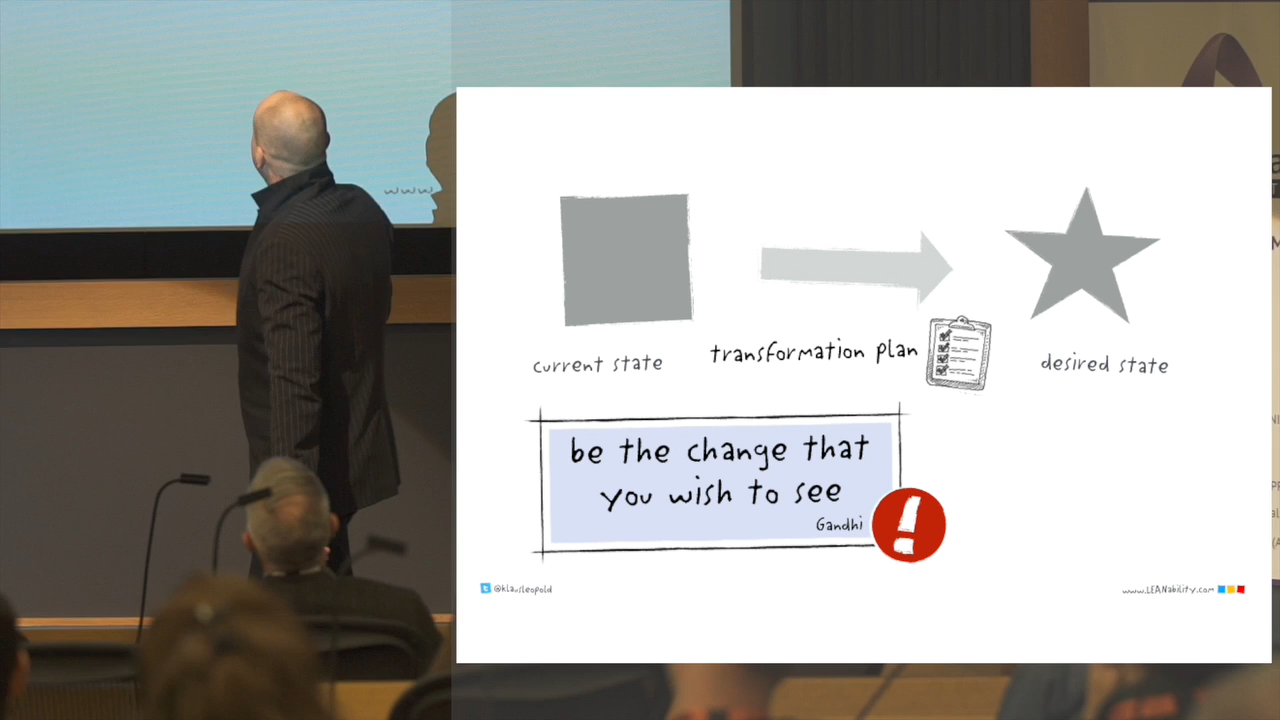 www
current state
transformation plan
desired state
be the change that
you wish to see
Gandhi
!
@klausleopold
www.LEANability.com